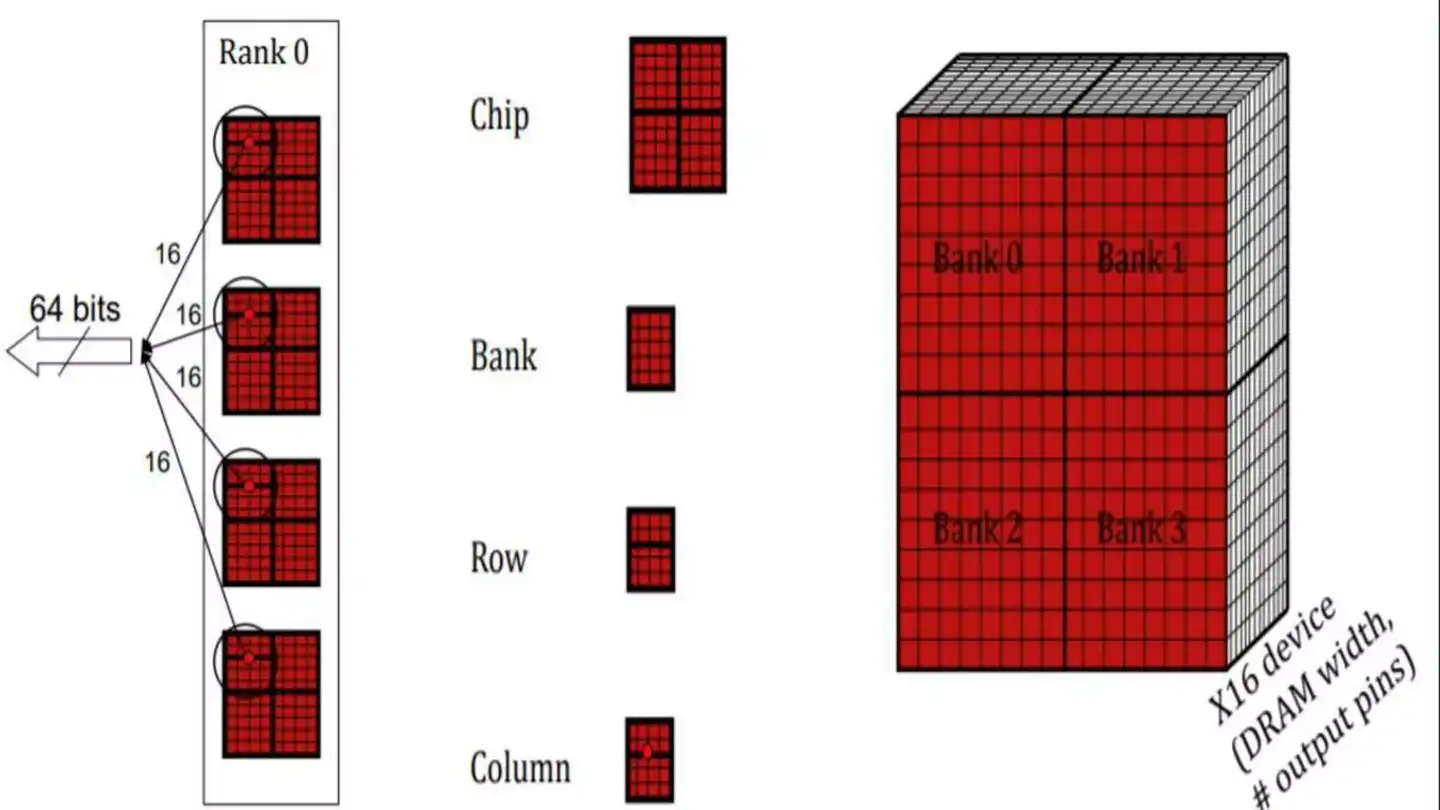 Rank 0
16
16
16
16
64 bits
Chip
Bank
Row
Column
Bank 0
Bank 1
Bank 2
Bank 3
X16 device
(DRAM width,
# output pins)